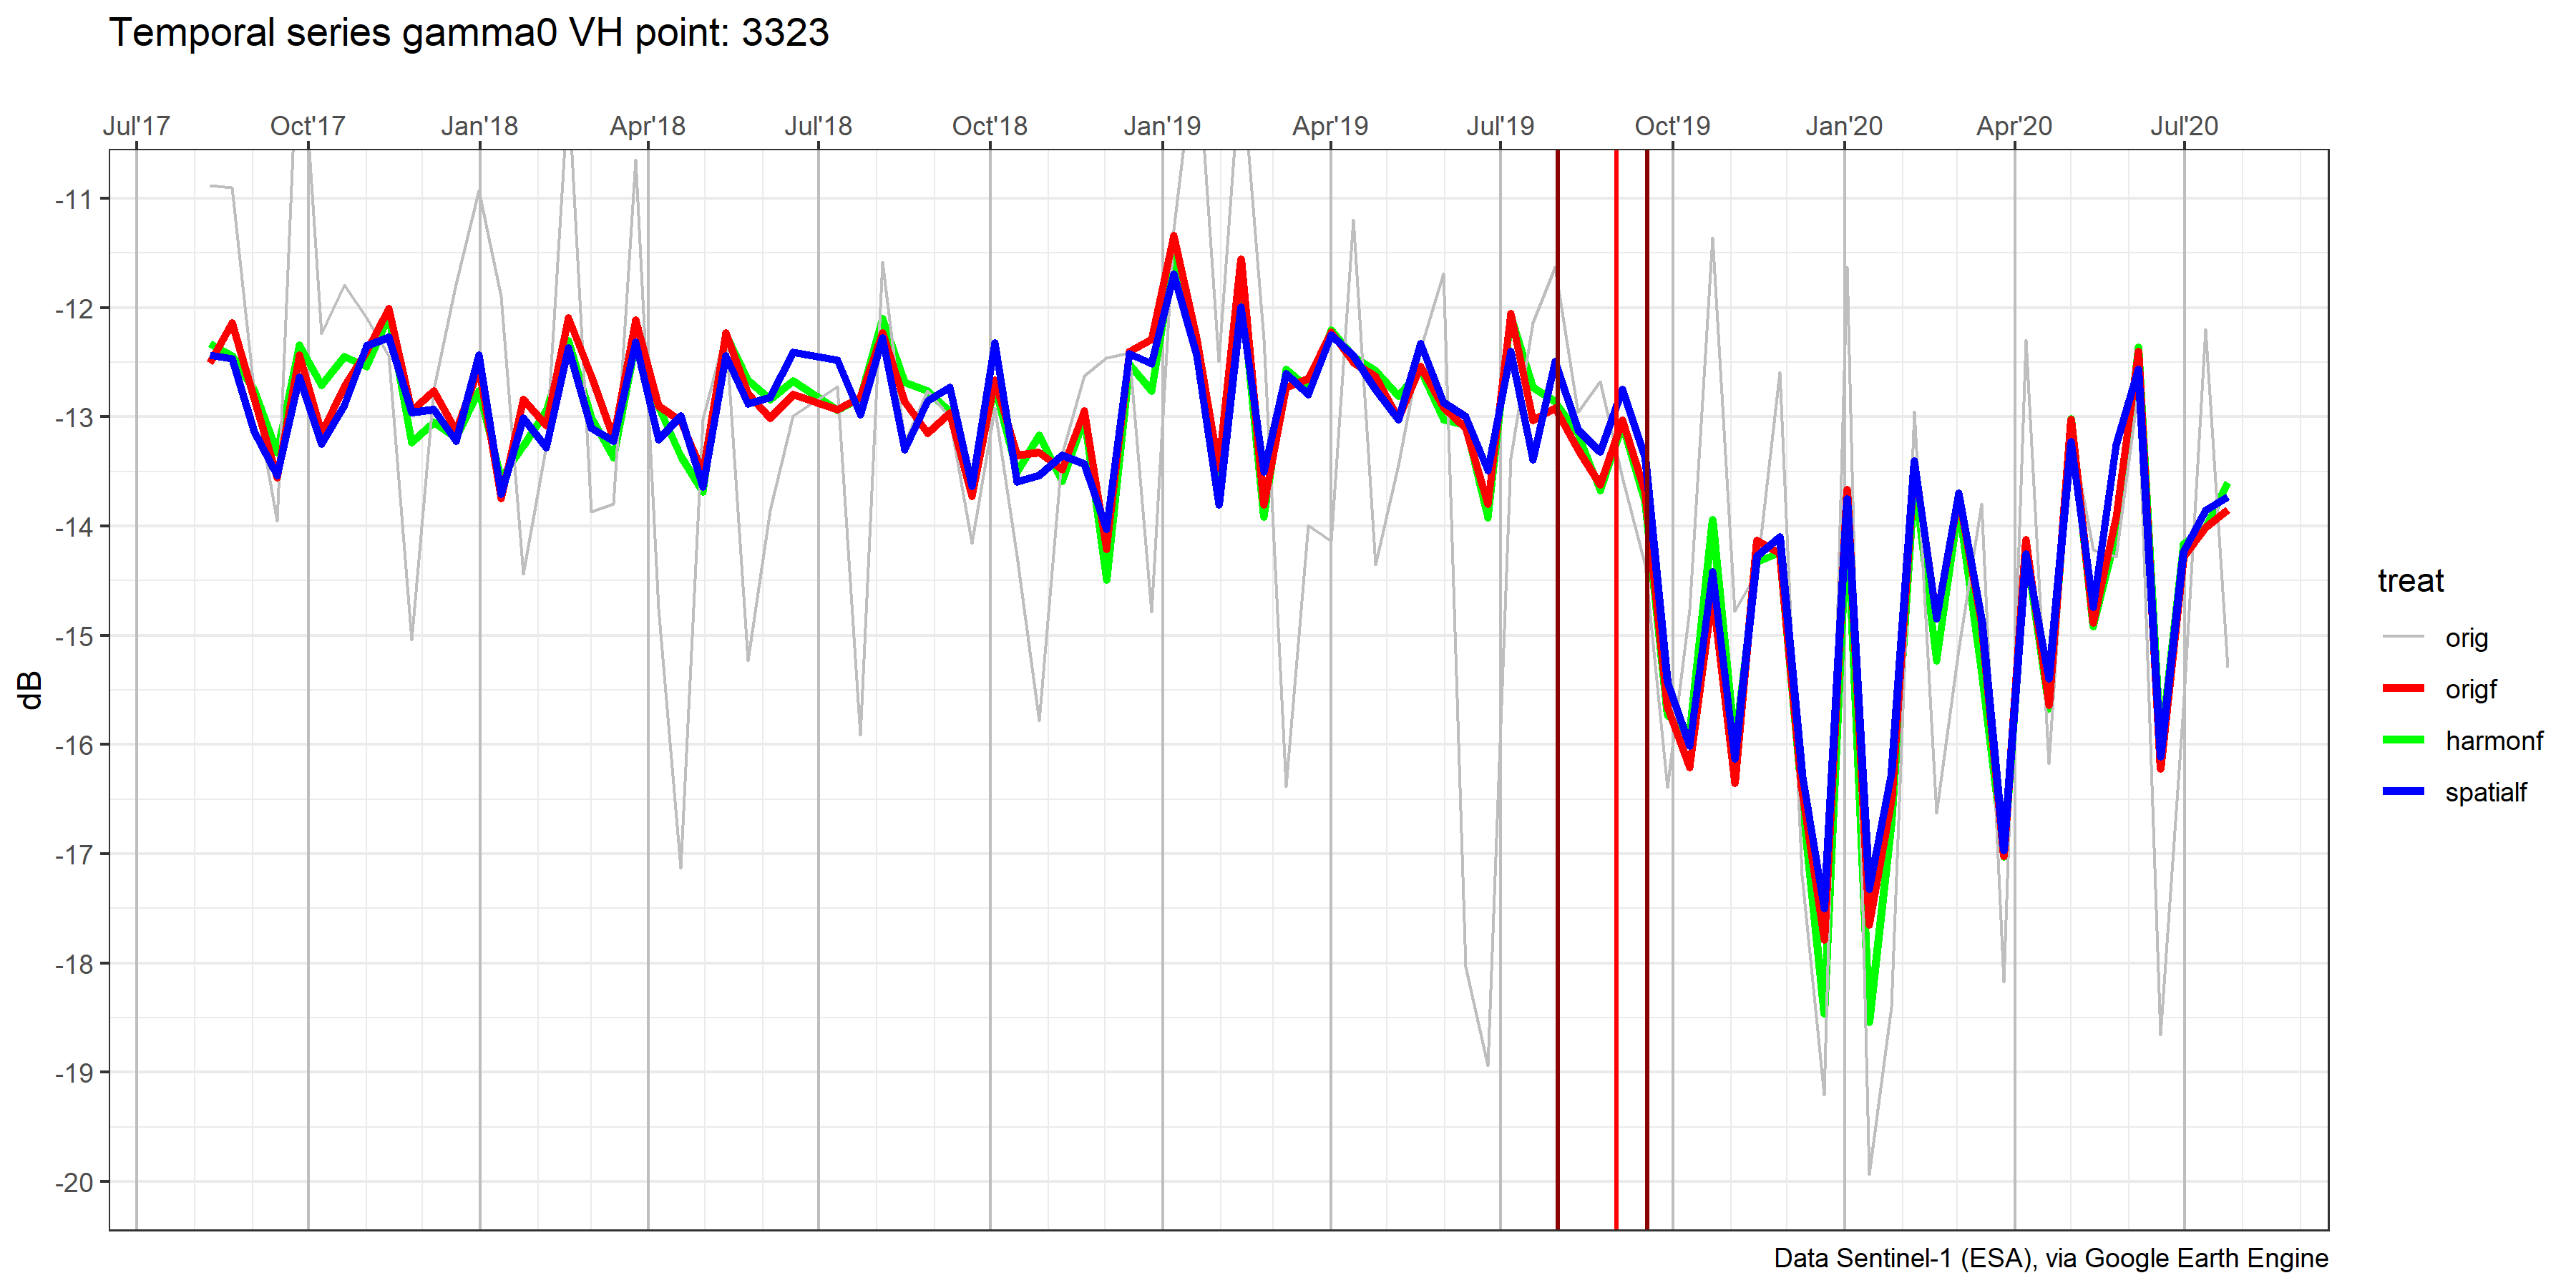 Temporal series gamma0 VH point: 3323
Jul'17 Oct'17 Jan'18 Apr'18 Jul'18 Oct'18 Jan'19 Apr'19 Jul'19 Oct'19 Jan'20 Apr'20 Jul'20
-11
-12
-13
-14
-15
-16
-17
-18
-19
-20
dB
treat
orig
origf
harmonf
spatialf
Data Sentinel-1 (ESA), via Google Earth Engine